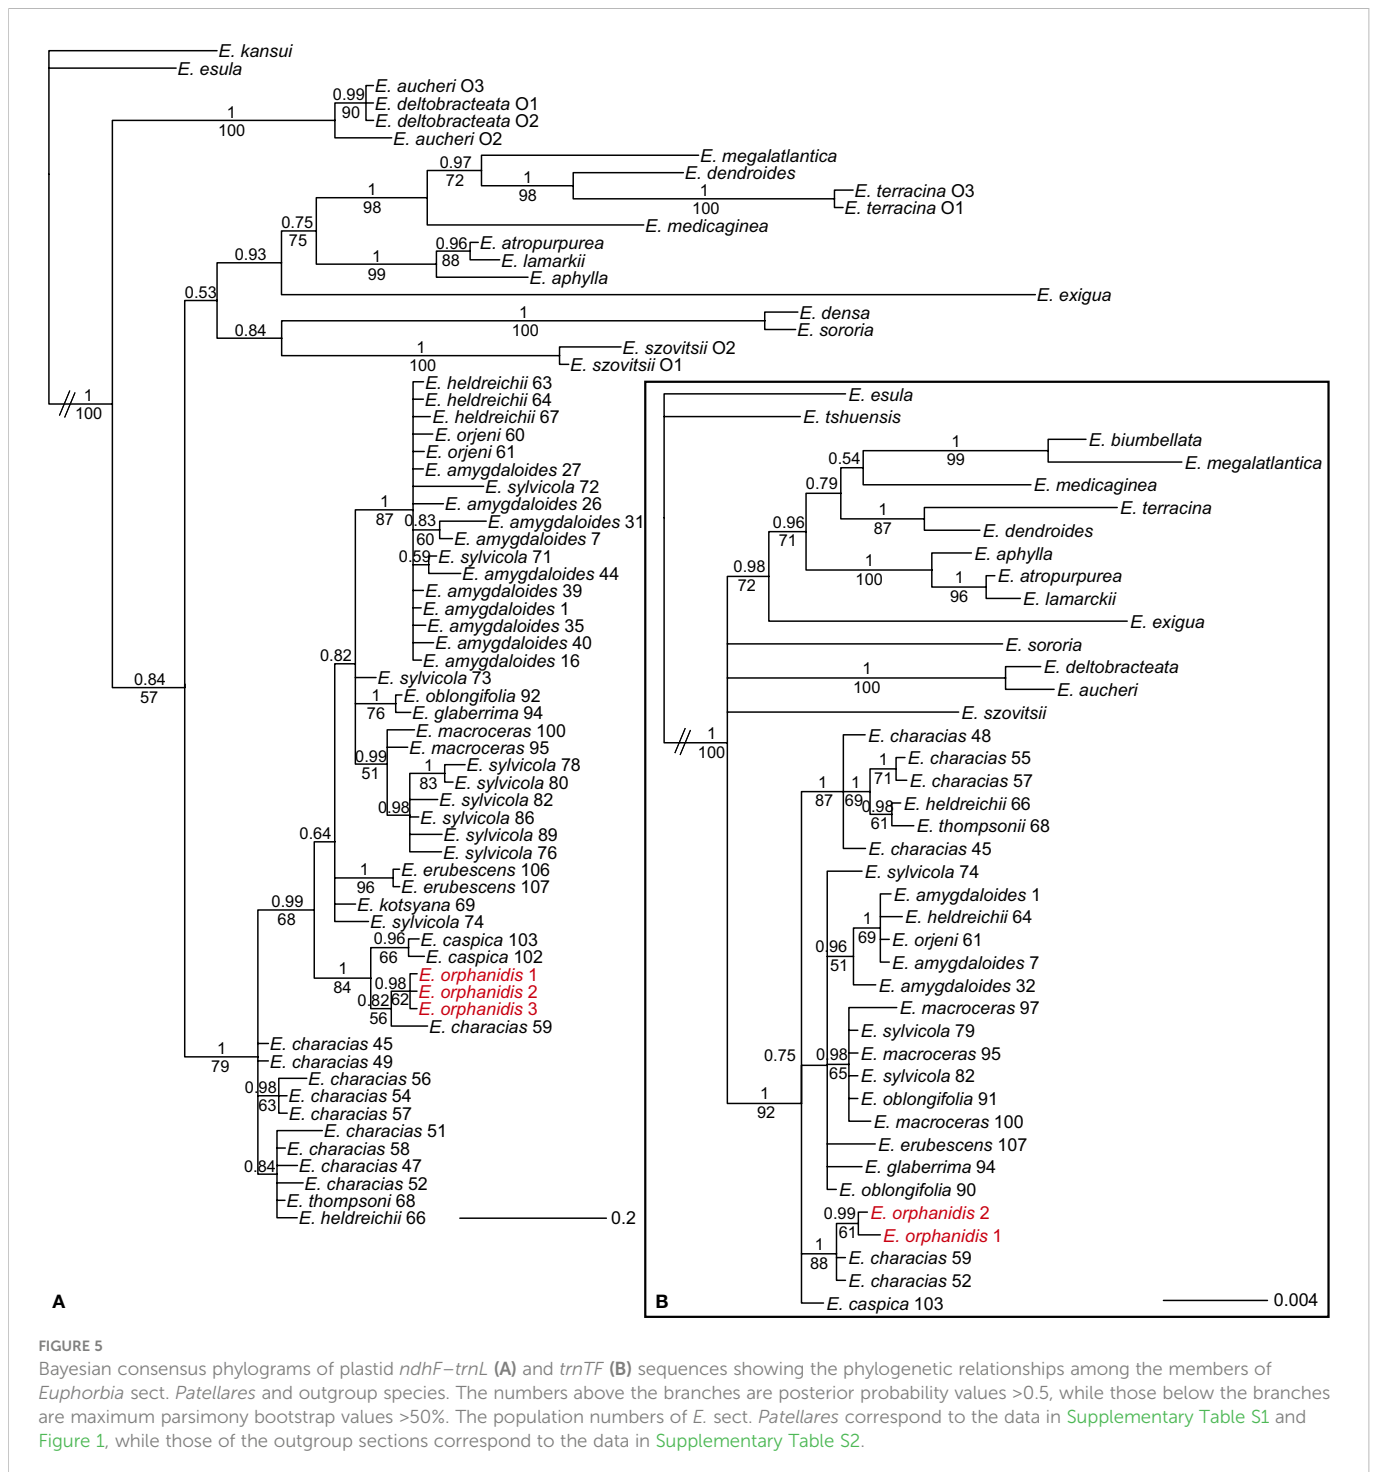 E. kansui
E. esula
E. aucheri O3
0.99
E. deltobracteata O1
90
1
E. deltobracteata O2
100
E. aucheri O2
E. megalatlantica
0.97
72
E. dendroides
1
98
1
100
E. terracina O3
E. terracina O1
1
98
E. medicaginea
0.75
75
0.96
88
E. atropurpurea
E. lamarkii
1
99
E. aphylla
0.93
E. exigua
0.53
1
100
E. densa
E. sororia
0.84
1
100
E. szovitsii O2
E. szovitsii O1
1
100
E. heldreichii 63
E. heldreichii 64
E. heldreichii 67
E. orjeni 60
E. orjeni 61
E. amygdaloides 27
E. sylvicola 72
1
87
E. amygdaloides 26
0.83
60
E. amygdaloides 31
E. amygdaloides 7
0.59
E. sylvicola 71
E. amygdaloides 44
E. amygdaloides 39
E. amygdaloides 1
E. amygdaloides 35
E. amygdaloides 40
E. amygdaloides 16
0.82
E. sylvicola 73
0.84
57
1
76
E. oblongifolia 92
E. glaberrima 94
E. macroceras 100
E. macroceras 95
0.99
51
1
83
E. sylvicola 78
E. sylvicola 80
0.98
E. sylvicola 82
E. sylvicola 86
E. sylvicola 89
E. sylvicola 76
0.64
1
96
E. erubescens 106
E. erubescens 107
0.99
68
E. kotsyana 69
E. sylvicola 74
0.96
66
E. caspica 103
E. caspica 102
1
84
0.98
62
E. orphanidis 1
E. orphanidis 2
E. orphanidis 3
0.82
56
E. characias 59
1
79
E. characias 45
E. characias 49
0.98
63
E. characias 56
E. characias 54
E. characias 57
E. characias 51
E. characias 58
0.84
E. characias 47
E. characias 52
E. thompsoni 68
E. heldreichii 66
0.2
A
E. esula
E. tshuensis
1
99
E. biumbellata
E. megalatlantica
0.54
E. medicaginea
0.79
1
87
E. terracina
E. dendroides
0.96
71
1
100
E. aphylla
1
96
E. atropurpurea
E. lamarckii
0.98
72
E. exigua
E. sororia
1
100
E. deltobracteata
E. aucheri
E. szovitsii
1
100
E. characias 48
1
71
E. characias 55
E. characias 57
1
87
1
69
0.98
61
E. heldreichii 66
E. thompsonii 68
E. characias 45
E. sylvicola 74
E. amygdaloides 1
E. heldreichii 64
1
69
E. orjeni 61
0.96
51
E. amygdaloides 7
E. amygdaloides 32
E. macroceras 97
E. sylvicola 79
0.75
0.98
65
E. macroceras 95
E. sylvicola 82
E. oblongifolia 91
1
92
E. macroceras 100
E. erubescens 107
E. glaberrima 94
E. oblongifolia 90
0.99
61
E. orphanidis 2
E. orphanidis 1
1
88
E. characias 59
E. characias 52
E. caspica 103
0.004
B
FIGURE 5
Bayesian consensus phylograms of plastid ndhF–trnL (A) and trnTF (B) sequences showing the phylogenetic relationships among the members of
Euphorbia sect. Patellares and outgroup species. The numbers above the branches are posterior probability values >0.5, while those below the branches
are maximum parsimony bootstrap values >50%. The population numbers of E. sect. Patellares correspond to the data in Supplementary Table S1 and
Figure 1, while those of the outgroup sections correspond to the data in Supplementary Table S2.